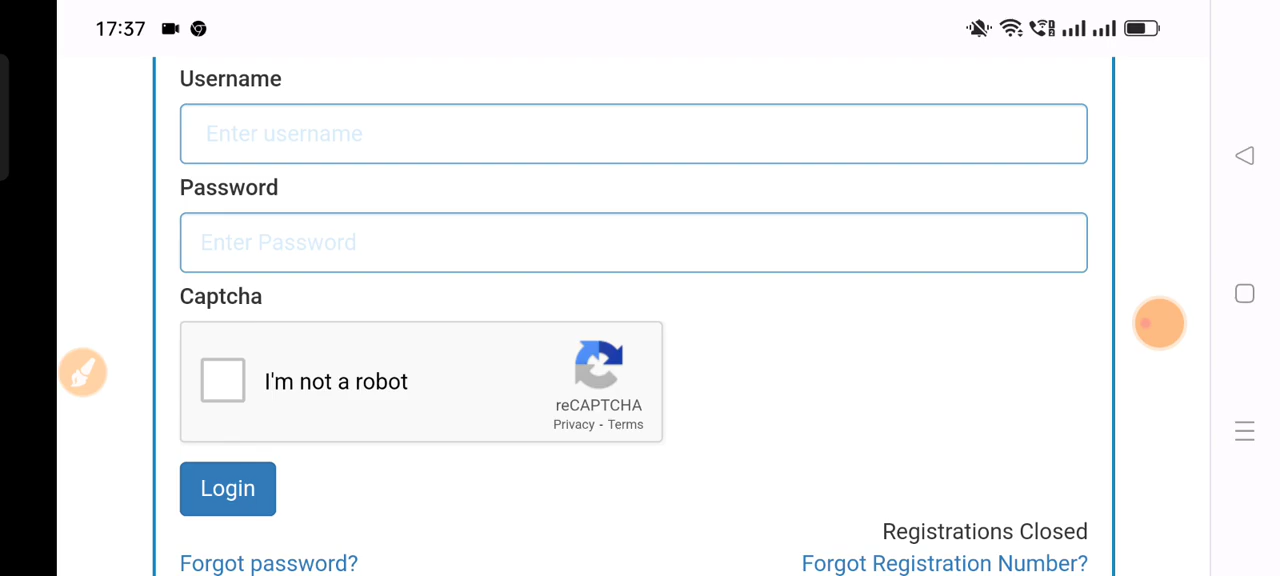 17:37
Username
Enter username
Password
Enter Password
Captcha
I'm not a robot
reCAPTCHA
Privacy - Terms
Login
Registrations Closed
Forgot password? Forgot Registration Number?